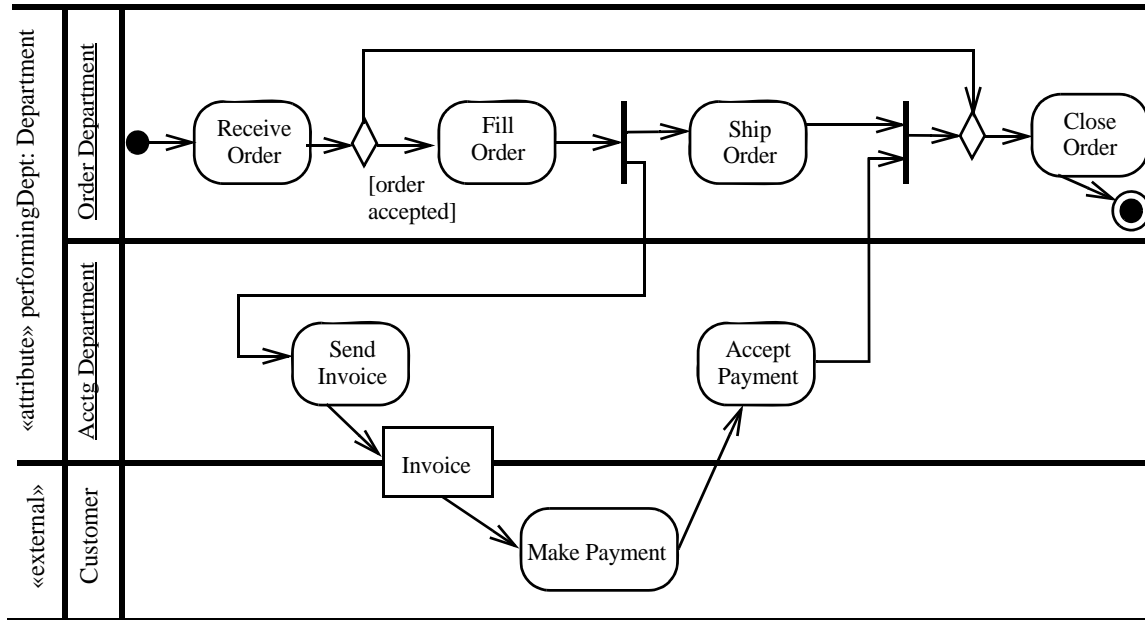 «attribute» performingDept: Department
Order Department
Receive
Order
[order
accepted]
Fill
Order
Ship
Order
Close
Order
Acctg Department
Send
Invoice
Accept
Payment
Invoice
«external»
Customer
Make Payment